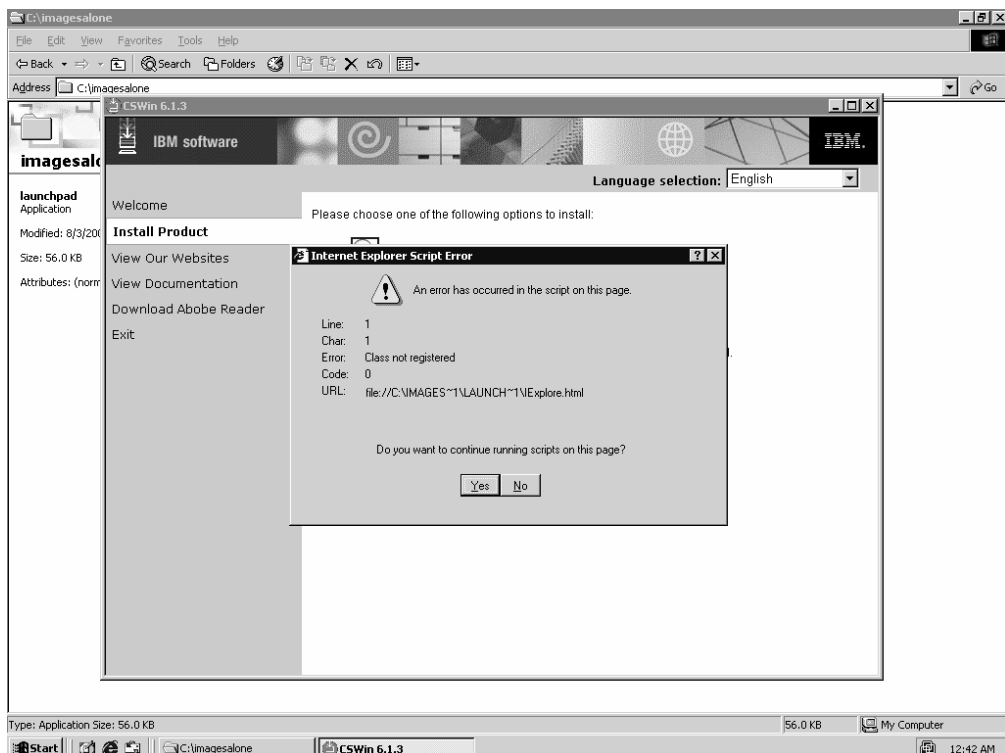 C:\imagesalone
File Edit View Favorites Tools Help
Back Search Folders
Address C:\imagesalone Go
imagesalo
launchpad
Application
Modified: 8/3/200
Size: 56.0 KB
Attributes: (norm
CSWin 6.1.3
IBM software
IBM.
Language selection: English
Welcome
Install Product
View Our Websites
View Documentation
Download Abobe Reader
Exit
Please choose one of the following options to install:
Internet Explorer Script Error
An error has occurred in the script on this page.
Line: 1
Char: 1
Error: Class not registered
Code: 0
URL: file://C:\IMAGES~1\LAUNCH~1\IExplore.html
Do you want to continue running scripts on this page?
Yes No
Type: Application Size: 56.0 KB 56.0 KB My Computer
Start C:\imagesalone CSWin 6.1.3 12:42 AM